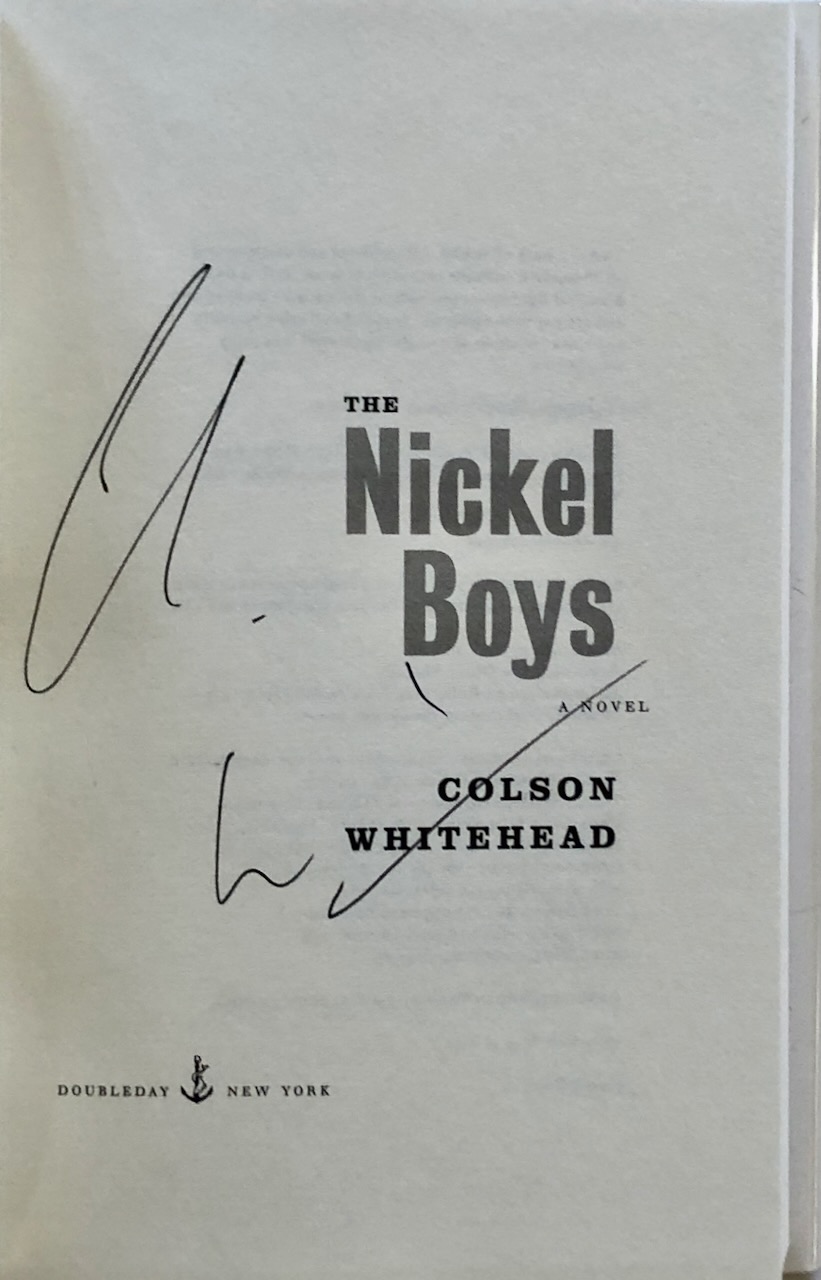 THE
Nickel
Boys
A NOVEL
COLSON
WHITEHEAD
DOUBLEDAY NEW YORK